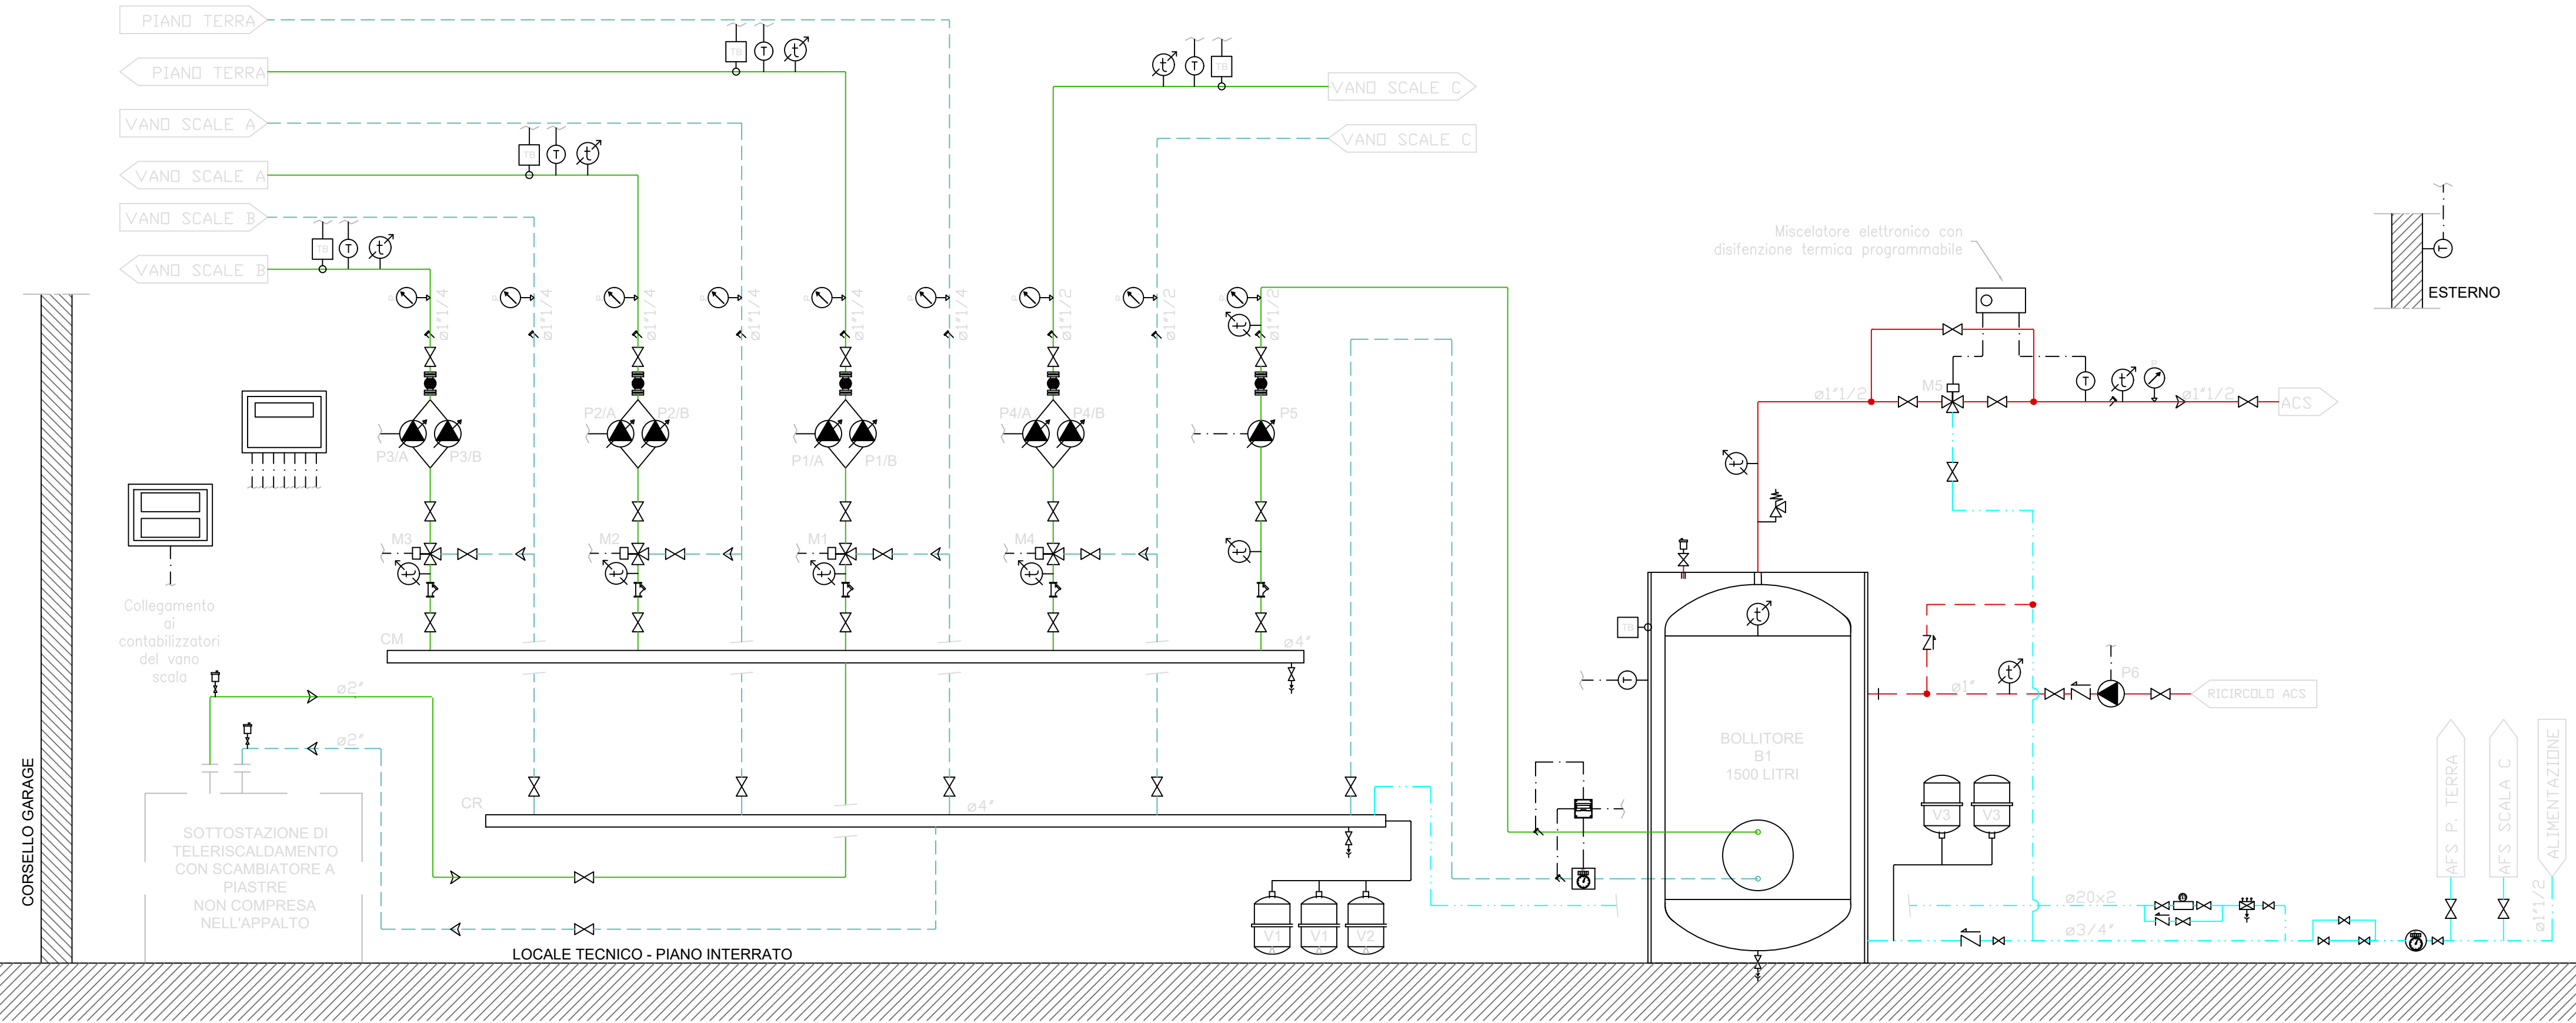 PIANO TERRA
PIANO TERRA
VANO SCALE A
VANO SCALE A
VANO SCALE B
VANO SCALE B
TB
T
t
TB
T
t
TB
T
t
t
T
TB
VANO SCALE C
VANO SCALE C
Miscelatore elettronico con
disifenzione termica programmabile
T
ESTERNO
P
ø1"1/4
P
ø1"1/4
P
ø1"1/4
P
ø1"1/4
P
ø1"1/4
P
ø1"1/4
P
ø1"1/2
P
ø1"1/2
P
ø1"1/2
t
P3/A
P3/B
P2/A
P2/B
P1/A
P1/B
P4/A
P4/B
P5
ø1"1/2
M5
T
t
P
ø1"1/2
ACS
t
M3
t
M2
t
M1
t
M4
t
t
Collegamento
ai
contabilizzatori
del vano
scala
CM
ø4"
TB
t
T
ø1"
t
P6
RICIRCOLO ACS
ø2"
ø2"
BOLLITORE
B1
1500 LITRI
CR
ø4"
SOTTOSTAZIONE DI
TELERISCALDAMENTO
CON SCAMBIATORE A
PIASTRE
NON COMPRESA
NELL'APPALTO
V1
V1
V2
V3
V3
ø20x2
ø3/4"
AFS P. TERRA
AFS SCALA C
ALIMENTAZIONE
ø1"1/2
CORSELLO GARAGE
LOCALE TECNICO - PIANO INTERRATO